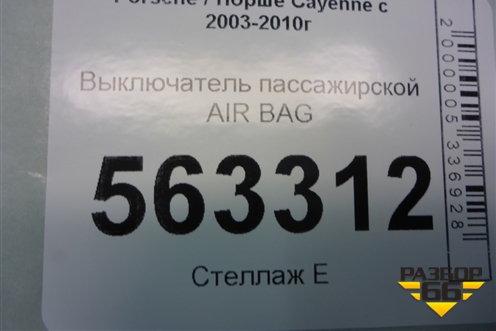 Porsche / Порше Cayenne с
2003-2010г
Выключатель пассажирской
AIR BAG
563312
Стеллаж Е
2000005336928
РАЗБОР
66